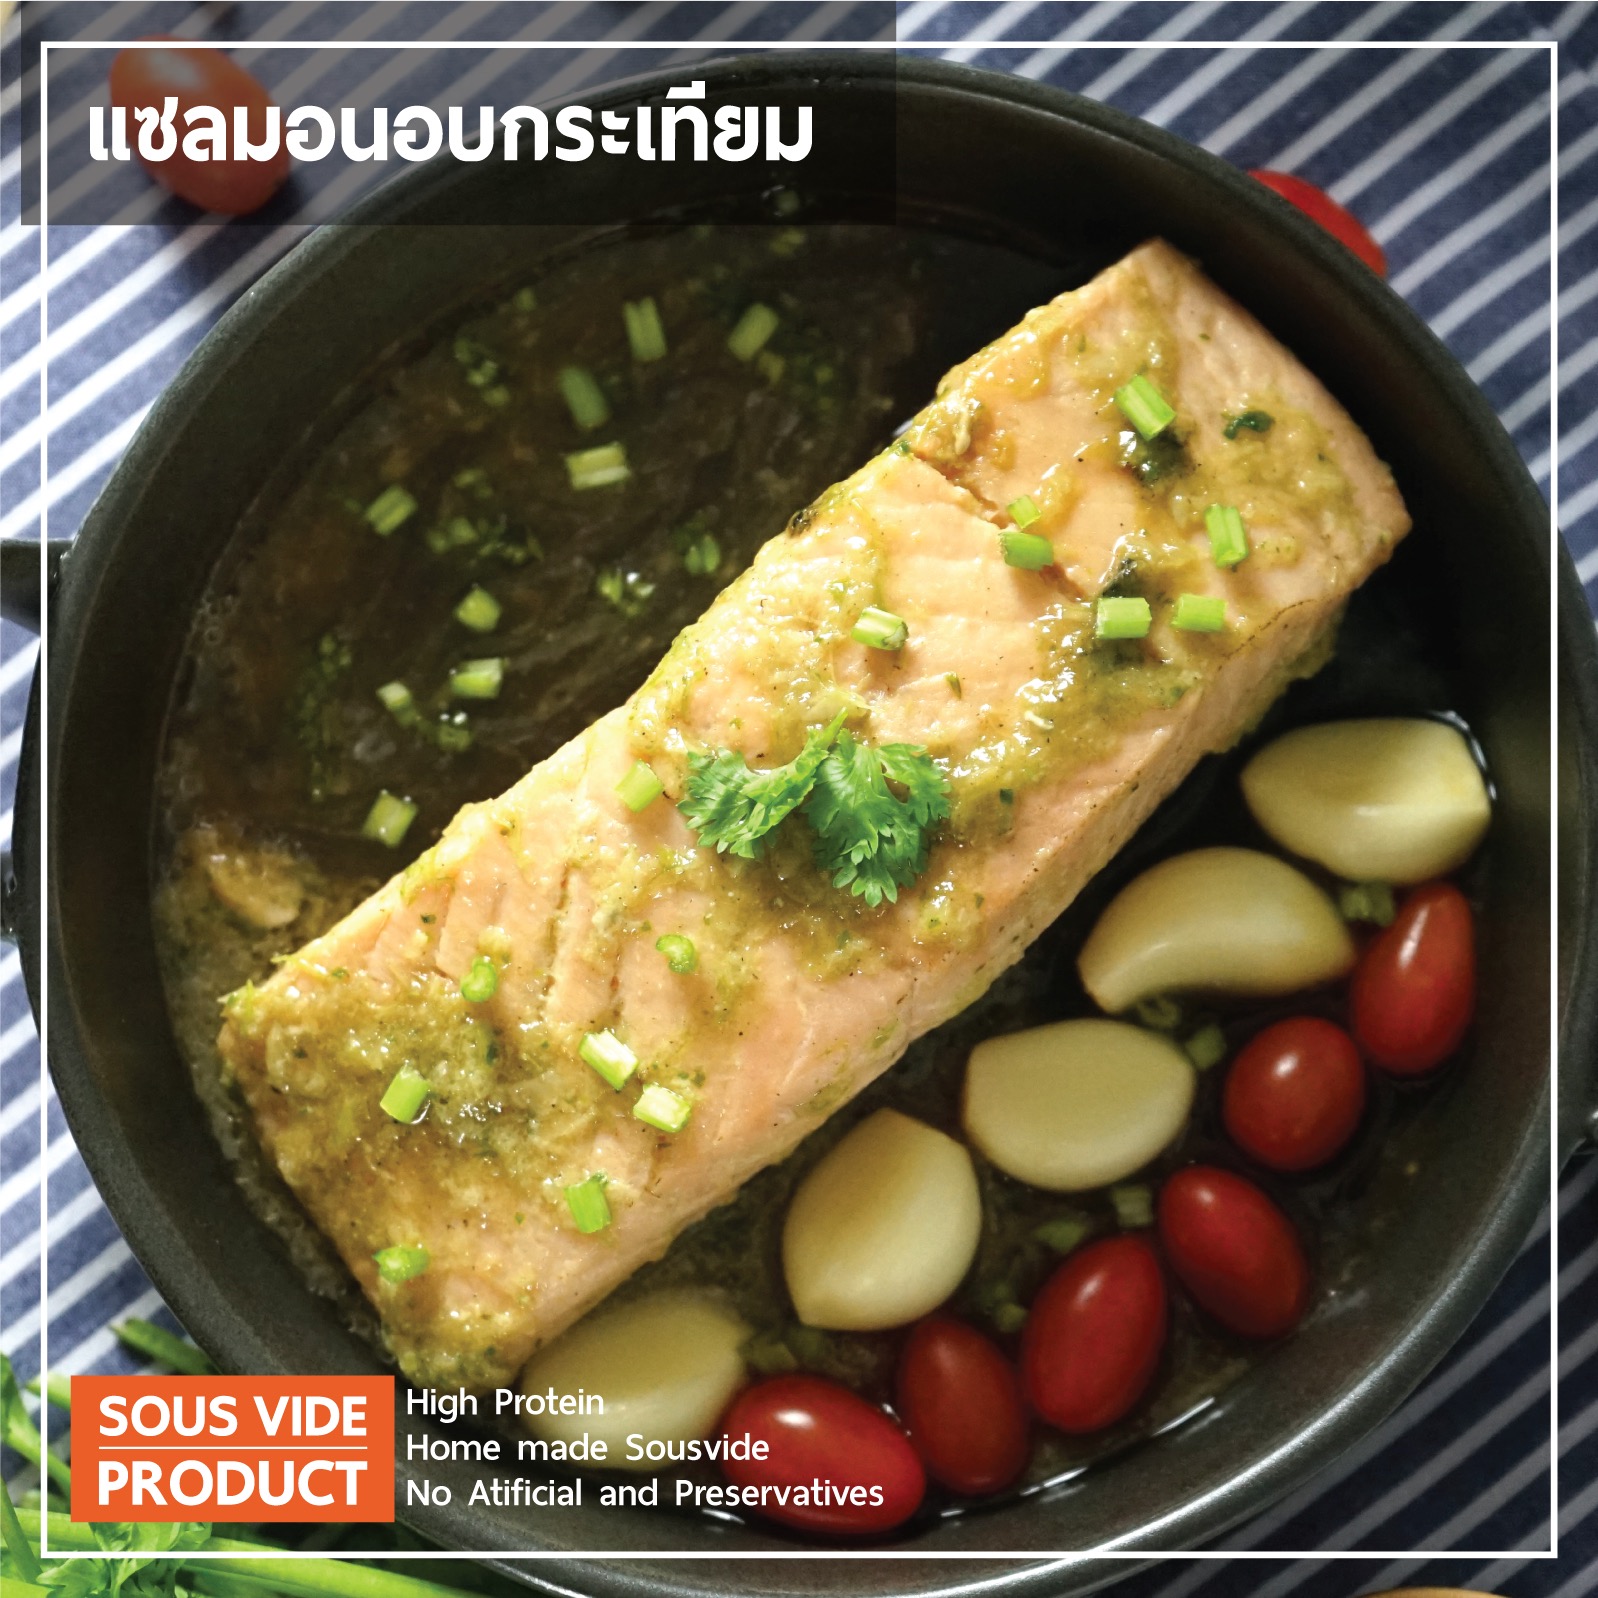 แซลมอนอบกระเทียม
SOUS VIDE
PRODUCT
High Protein
Home made Sousvide
No Atificial and Preservatives